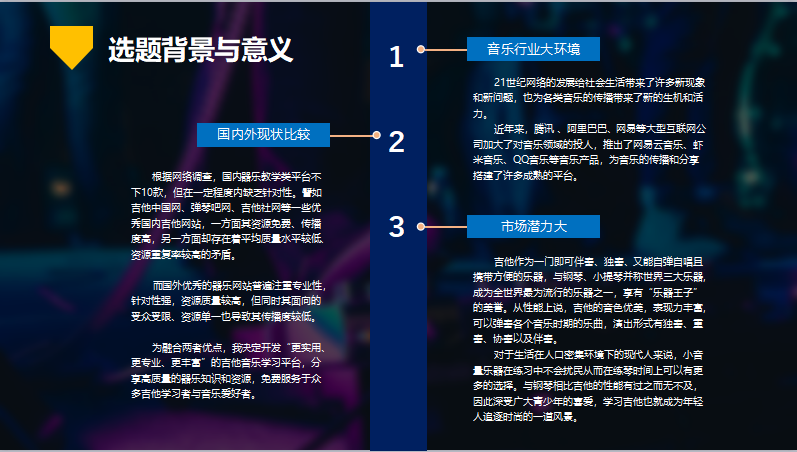 选题背景与意义
1
音乐行业大环境
21世纪网络的发展给社会生活带来了许多新现象
和新问题，也为各类音乐的传播带来了新的生机和活
力。
近年来，腾讯、阿里巴巴、网易等大型互联网公
司加大了对音乐领域的投人，推出了网易云音乐、虾
米音乐、QQ音乐等音乐产品，为音乐的传播和分享
搭建了许多成熟的平台。
2
国内外现状比较
根据网络调查，国内器乐教学类平台不
下10款，但在一定程度内缺乏针对性。譬如
吉他中国网、弹琴吧网、吉他社网等一些优
秀国内吉他网站，一方面其资源免费、传播
度高，另一方面却存在着平均质量水平较低、
资源重复率较高的矛盾。
而国外优秀的器乐网站普遍注重专业性，
针对性强，资源质量较高，但同时其面向的
受众受限、资源单一也导致其传播度较低。
为融合两者优点，我决定开发“更实用、
更专业、更丰富”的吉他音乐学习平台，分
享高质量的器乐知识和资源，免费服务于众
多吉他学习者与音乐爱好者。
3
市场潜力大
吉他作为一门即可伴奏、独奏、又能自弹自唱且
携带方便的乐器，与钢琴、小提琴并称世界三大乐器，
成为全世界最为流行的乐器之一，享有“乐器王子”
的美誉。从性能上说，吉他的音色优美，表现力丰富，
可以弹奏各个音乐时期的乐曲，演出形式有独奏、重
奏、协奏以及伴奏。
对于生活在人口密集环境下的现代人来说，小音
量乐器在练习中不会扰民从而在练琴时间上可以有更
多的选择。与钢琴相比吉他的性能有过之而无不及，
因此深受广大青少年的喜爱，学习吉他也就成为年轻
人追逐时尚的一道风景。